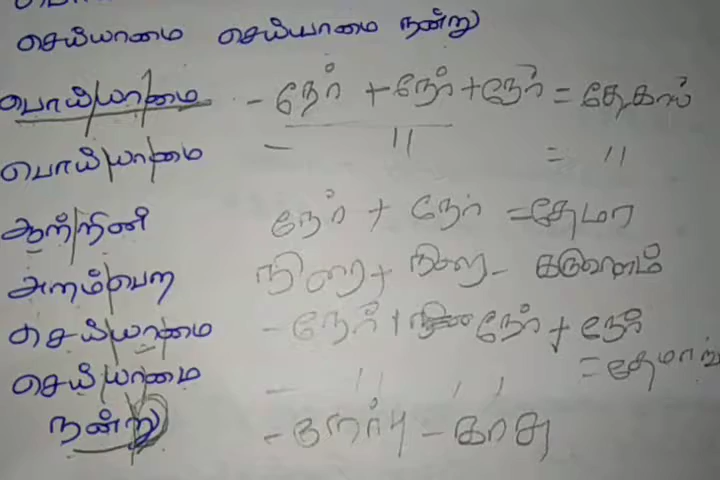 செய்யாமை செய்யாமை நன்று
பொய்/யா/மை - நேர் + நேர் + நேர் = தேகாய்
பொய்/யா/மை - " = "
ஆற்/றின் நேர் + நேர் = தேமா
அறம்/பெற நிரை + நிரை - கருவிளம்
செய்/யா/மை - நேர் + நேர் + நேர்
செய்/யா/மை - " " = தேமாங்
நன்/று - நேர்பு - காசு